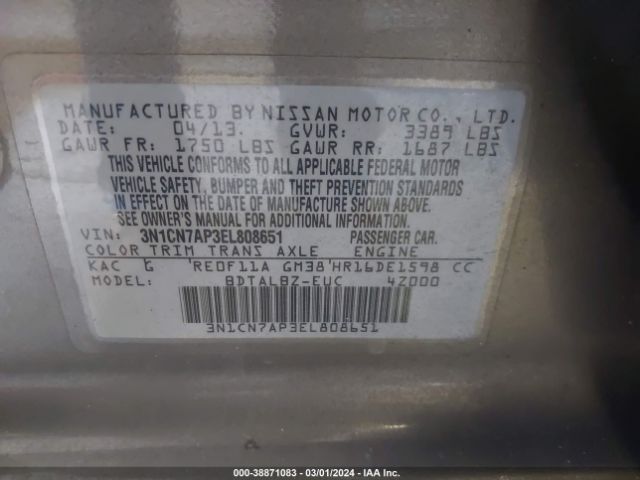 MANUFACTURED BY NISSAN MOTOR CO., LTD.
DATE: 04/13. GVWR: 3389 LBS
GAWR FR: 1750 LBS GAWR RR: 1687 LBS
THIS VEHICLE CONFORMS TO ALL APPLICABLE FEDERAL MOTOR
VEHICLE SAFETY, BUMPER AND THEFT PREVENTION STANDARDS
IN EFFECT ON THE DATE OF MANUFACTURE SHOWN ABOVE.
SEE OWNER'S MANUAL FOR ADDITIONAL INFORMATION.
VIN: 3N1CN7AP3EL808651 PASSENGER CAR.
COLOR TRIM TRANS AXLE ENGINE
KAC G RE0F11A GM38 HR16DE1598 CC
MODEL: BDTALBZ-EUC 4Z000
3N1CN7AP3EL808651
000-38871083 - 03/01/2024 - IAA Inc.